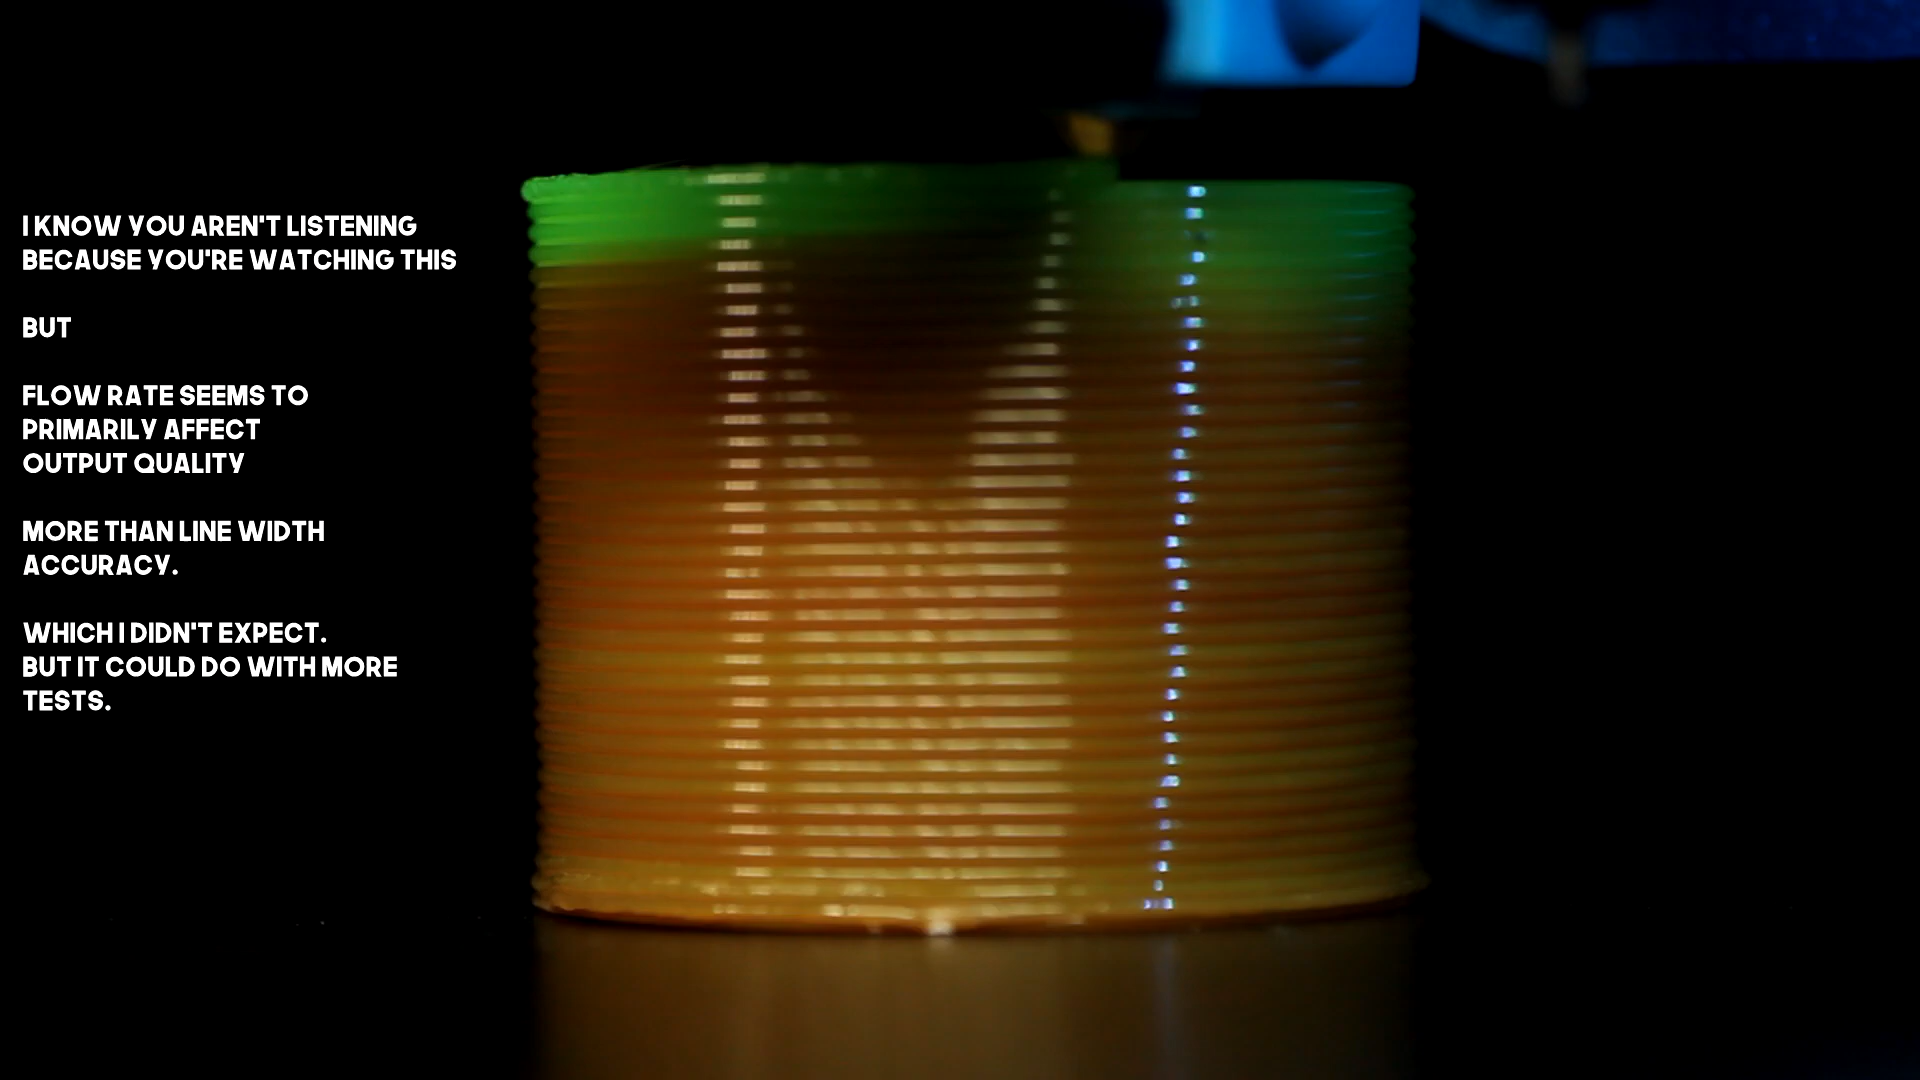 I KNOW YOU AREN'T LISTENING
BECAUSE YOU'RE WATCHING THIS
BUT
FLOW RATE SEEMS TO
PRIMARILY AFFECT
OUTPUT QUALITY
MORE THAN LINE WIDTH
ACCURACY.
WHICH I DIDN'T EXPECT.
BUT IT COULD DO WITH MORE
TESTS.